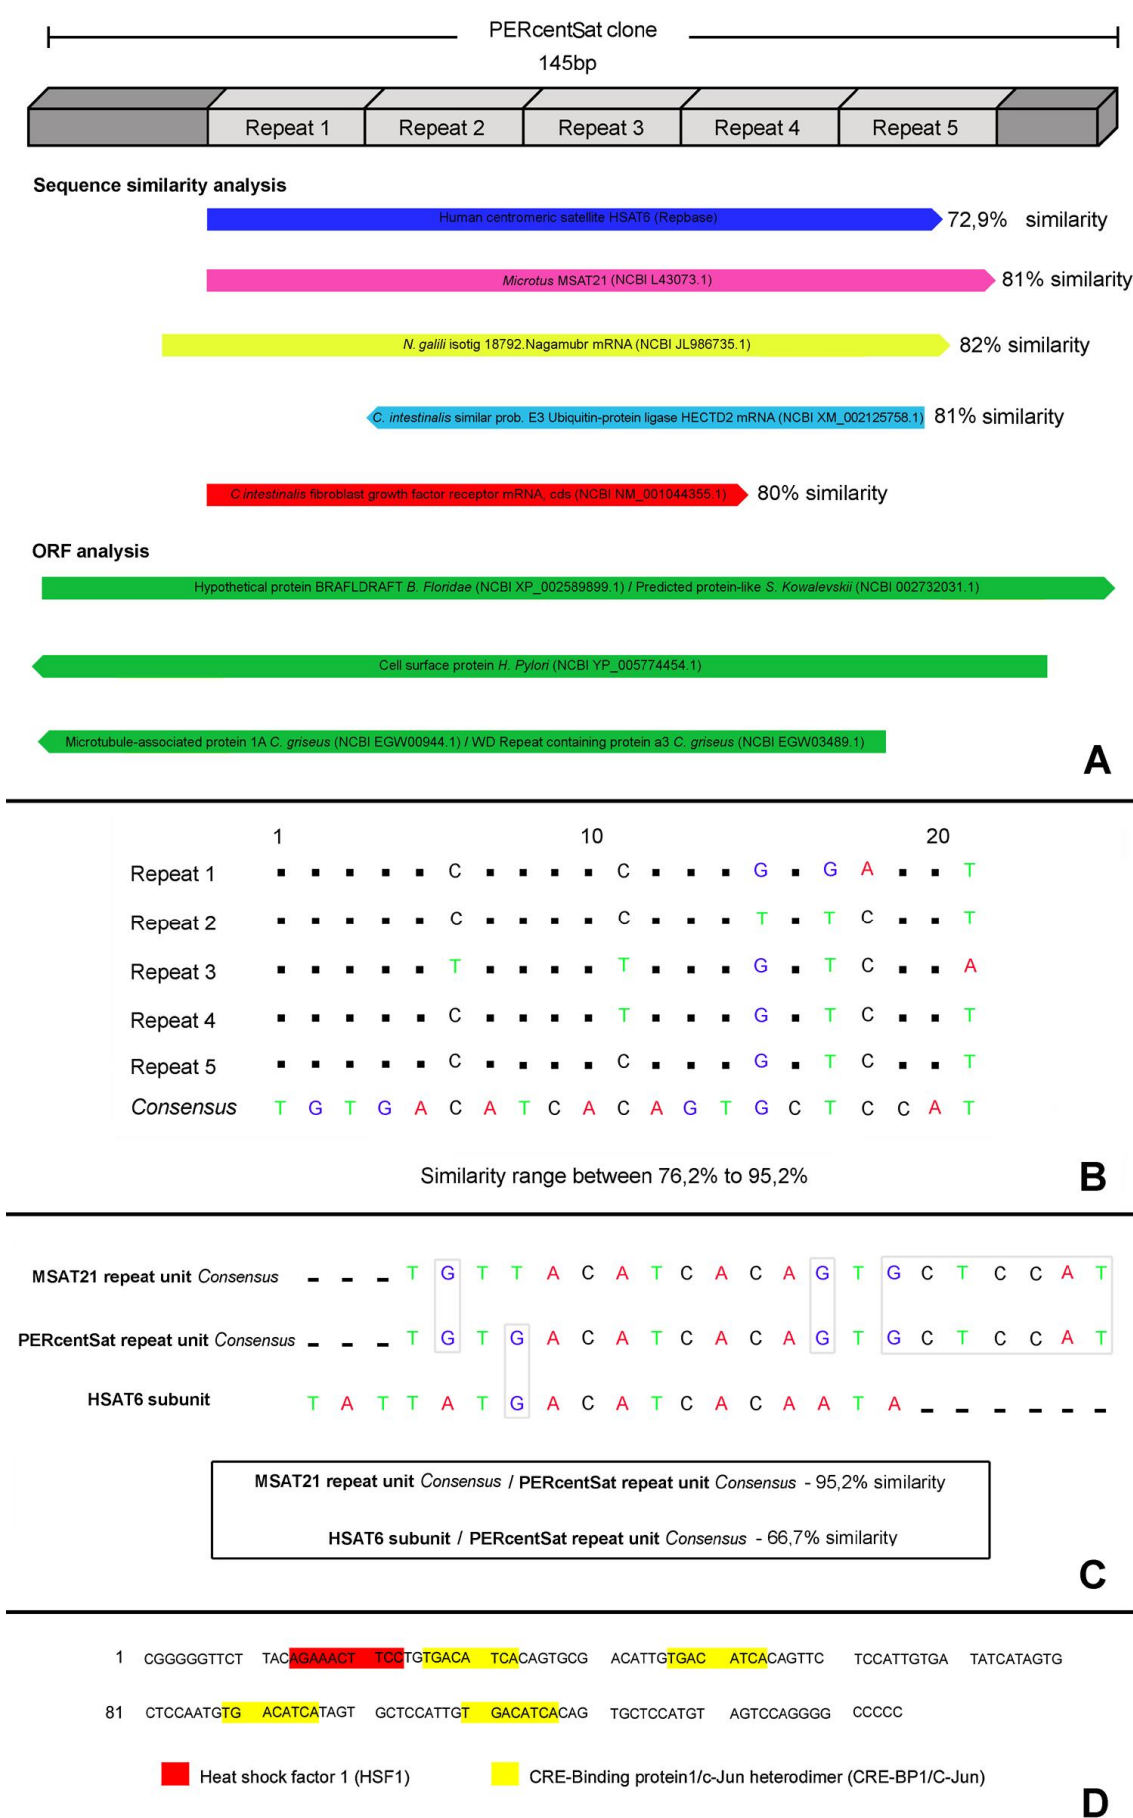 PERcentSat clone
145bp
Repeat 1 Repeat 2 Repeat 3 Repeat 4 Repeat 5
Sequence similarity analysis
Human centromeric satellite HSAT6 (Repbase) 72,9% similarity
Microtus MSAT21 (NCBI L43073.1) 81% similarity
N. galili isotig 18792.Nagamubr mRNA (NCBI JL986735.1) 82% similarity
C. intestinalis similar prob. E3 Ubiquitin-protein ligase HECTD2 mRNA (NCBI XM_002125758.1) 81% similarity
C intestinalis fibroblast growth factor receptor mRNA, cds (NCBI NM_001044355.1) 80% similarity
ORF analysis
Hypothetical protein BRAFLDRAFT B. Floridae (NCBI XP_002589899.1) / Predicted protein-like S. Kowalevskii (NCBI 002732031.1)
Cell surface protein H. Pylori (NCBI YP_005774454.1)
Microtubule-associated protein 1A C. griseus (NCBI EGW00944.1) / WD Repeat containing protein a3 C. griseus (NCBI EGW03489.1)
A
1 10 20
Repeat 1 . . . . . C . . . . C . . . G . G A . . T
Repeat 2 . . . . . C . . . . C . . . T . T C . . T
Repeat 3 . . . . . T . . . . T . . . G . T C . . A
Repeat 4 . . . . . C . . . . T . . . G . T C . . T
Repeat 5 . . . . . C . . . . C . . . G . T C . . T
Consensus T G T G A C A T C A C A G T G C T C C A T
Similarity range between 76,2% to 95,2%
B
MSAT21 repeat unit Consensus - - - T G T T A C A T C A C A G T G C T C C A T
PERcentSat repeat unit Consensus - - - T G T G A C A T C A C A G T G C T C C A T
HSAT6 subunit T A T T A T G A C A T C A C A A T A - - - - - -
MSAT21 repeat unit Consensus / PERcentSat repeat unit Consensus - 95,2% similarity
HSAT6 subunit / PERcentSat repeat unit Consensus - 66,7% similarity
C
1 CGGGGGTTCT TACAGAAACT TCCTGTGACA TCACAGTGCG ACATTGTGAC ATCACAGTTC TCCATTGTGA TATCATAGTG
81 CTCCAATGTG ACATCATAGT GCTCCATTGT GACATCACAG TGCTCCATGT AGTCCAGGGG CCCCC
Heat shock factor 1 (HSF1) CRE-Binding protein1/c-Jun heterodimer (CRE-BP1/C-Jun)
D